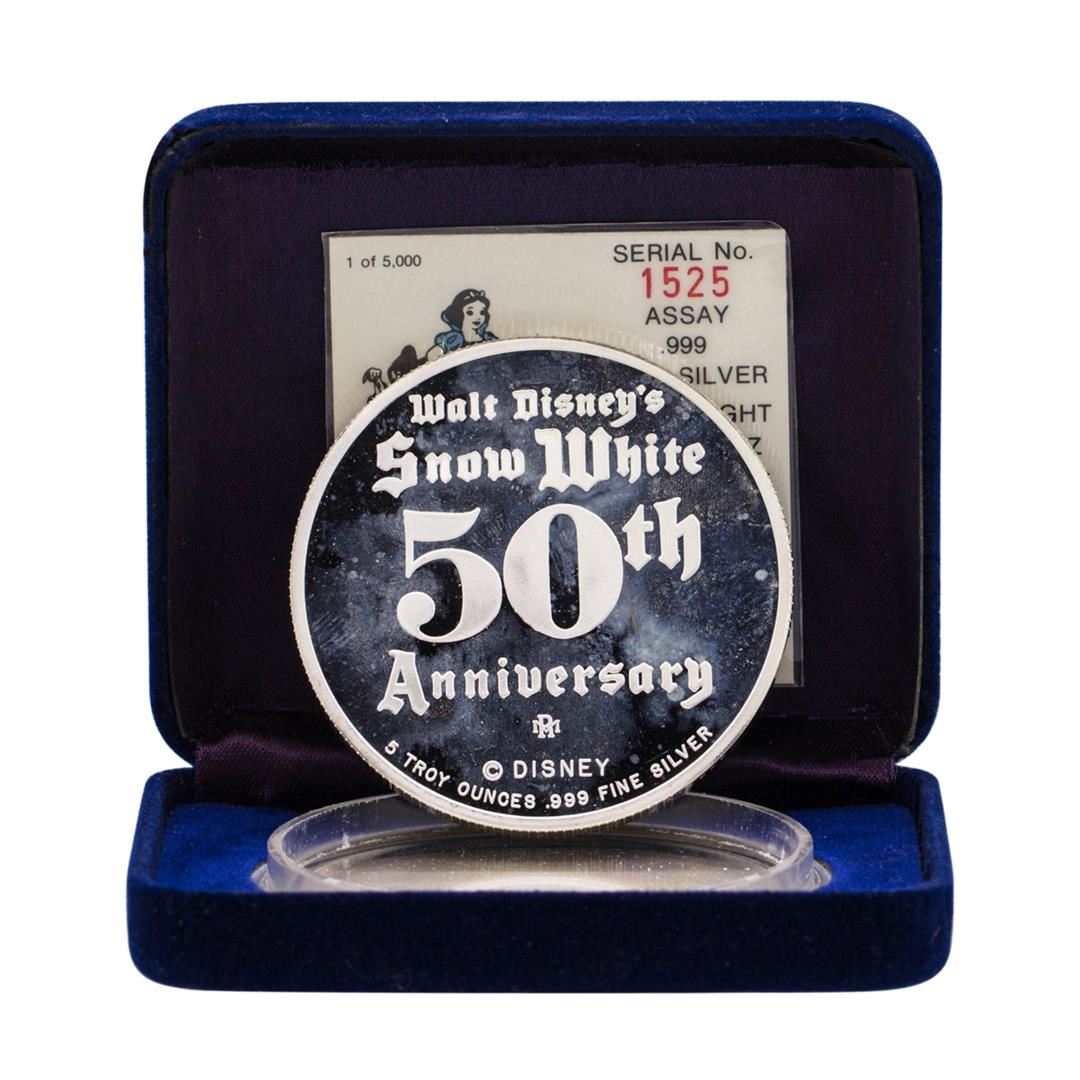 1 of 5,000
SERIAL No.
1525
ASSAY
.999
SILVER
GHT
Z
Walt Disney's
Snow White
50th
Anniversary
© DISNEY
5 TROY OUNCES .999 FINE SILVER